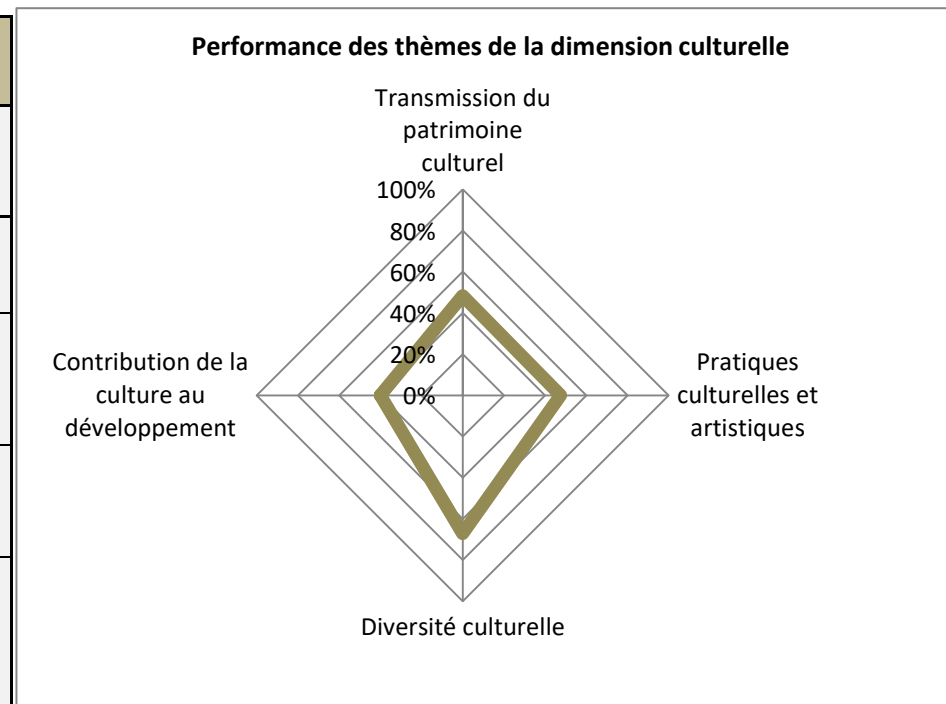 Performance des thèmes de la dimension culturelle
Transmission du
patrimoine
culturel
100%
80%
60%
40%
20%
0%
Contribution de la
culture au
développement
Pratiques
culturelles et
artistiques
Diversité culturelle